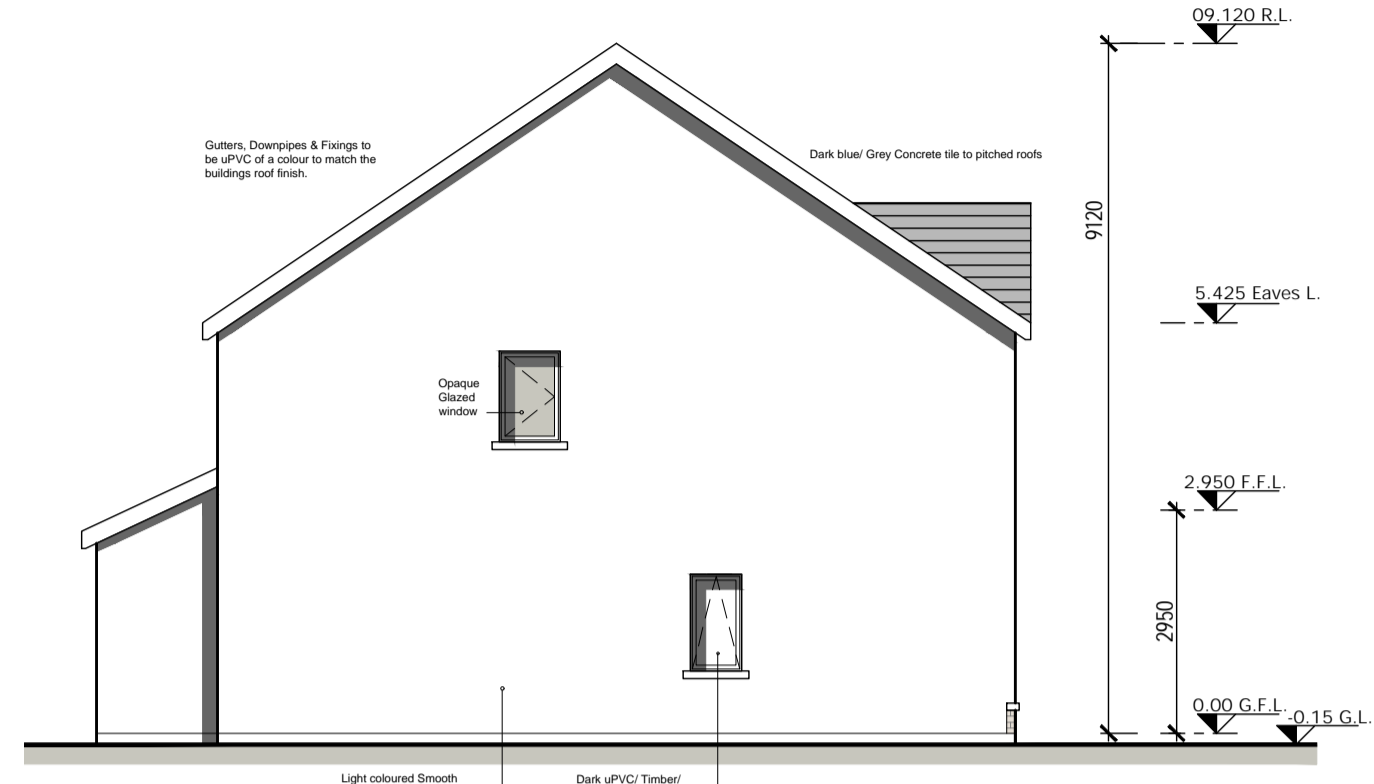 09.120 R.L.
Gutters, Downpipes & Fixings to
be uPVC of a colour to match the
buildings roof finish.
Dark blue/ Grey Concrete tile to pitched roofs
9120
5.425 Eaves L.
Opaque
Glazed
window
2.950 F.F.L.
2950
0.00 G.F.L.
-0.15 G.L.
Light coloured Smooth
Dark uPVC/ Timber/